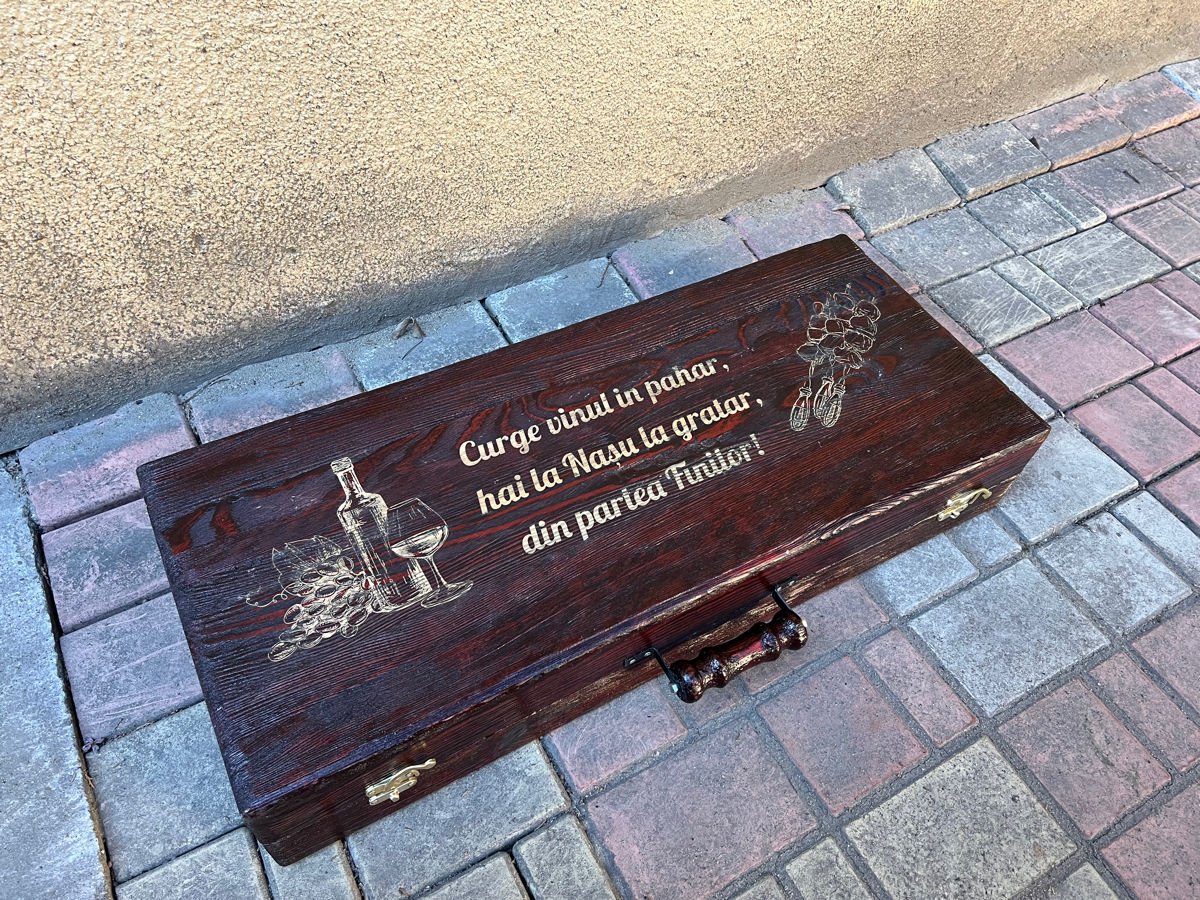 Curge vinul in pahar,
hai la Nașu la gratar,
din partea Finilor!